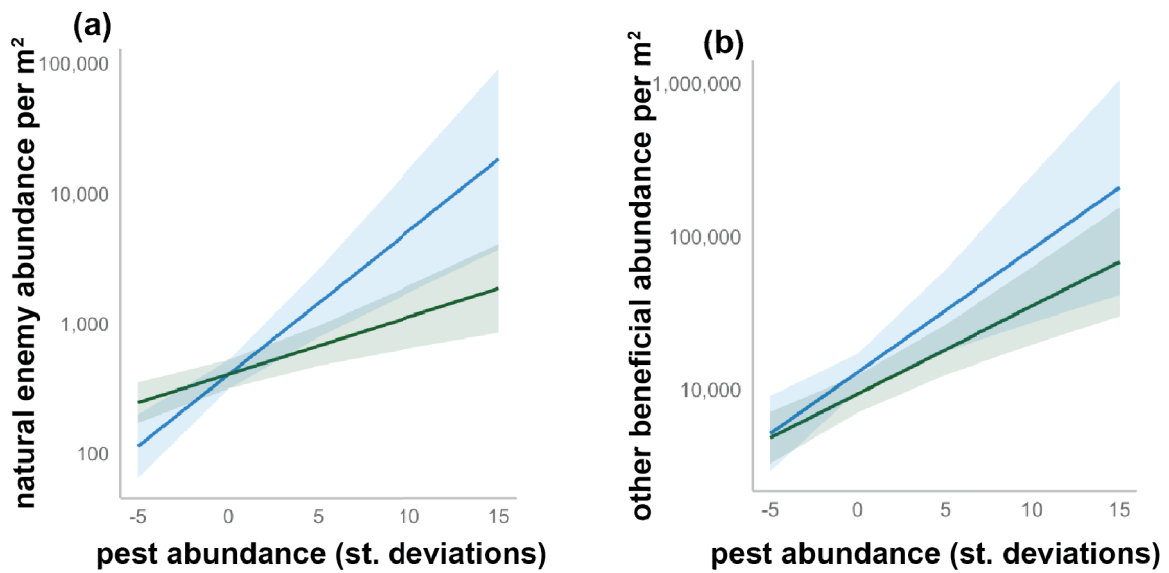 (a)
natural enemy abundance per m²
100,000
10,000
1,000
100
-5 0 5 10 15
pest abundance (st. deviations)
(b)
other beneficial abundance per m²
1,000,000
100,000
10,000
-5 0 5 10 15
pest abundance (st. deviations)